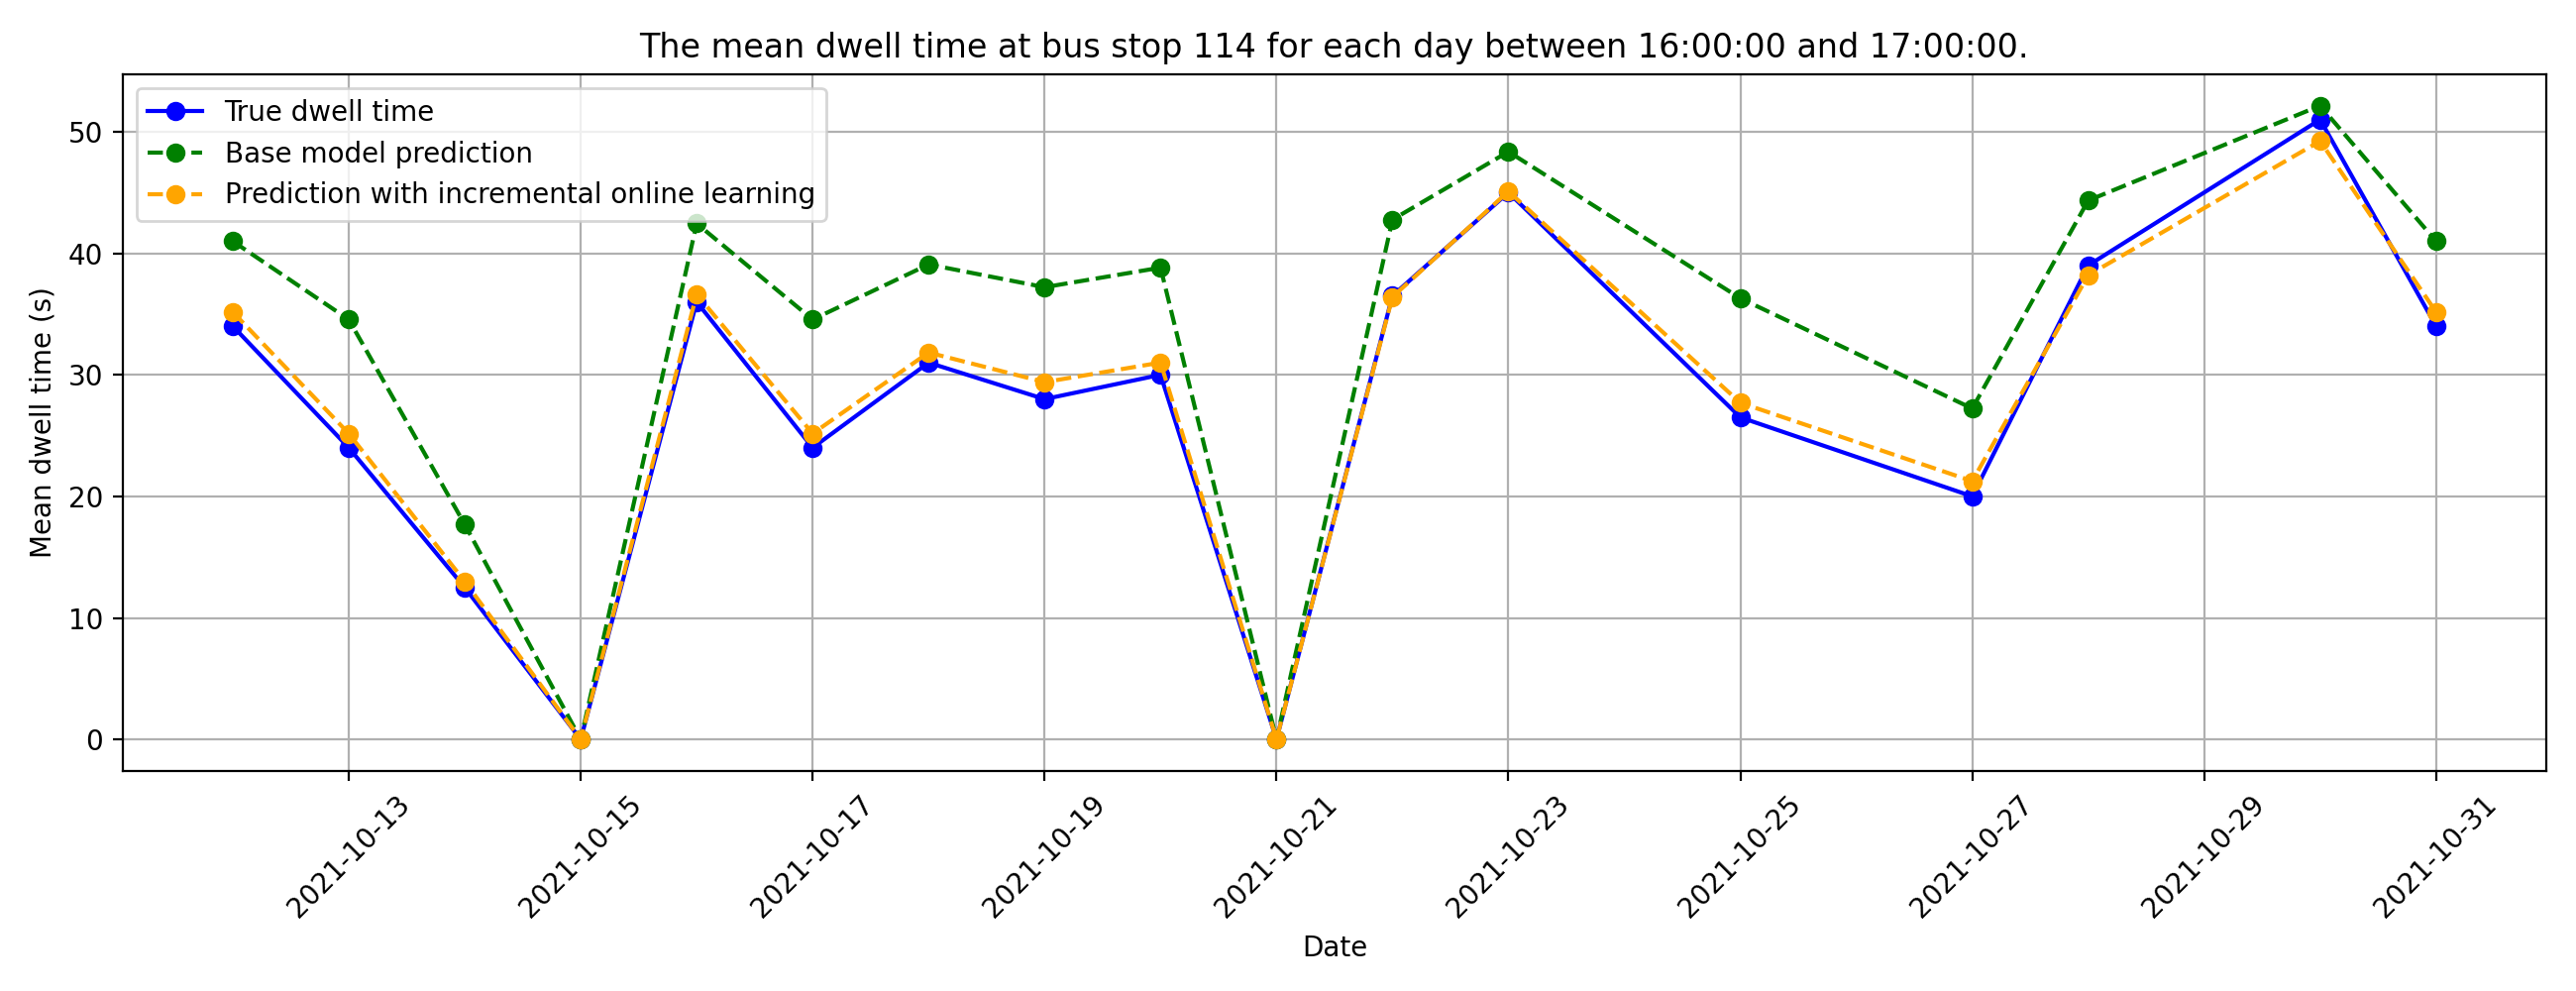 The mean dwell time at bus stop 114 for each day between 16:00:00 and 17:00:00.
True dwell time
Base model prediction
Prediction with incremental online learning
Mean dwell time (s)
50
40
30
20
10
0
2021-10-13
2021-10-15
2021-10-17
2021-10-19
2021-10-21
2021-10-23
2021-10-25
2021-10-27
2021-10-29
2021-10-31
Date